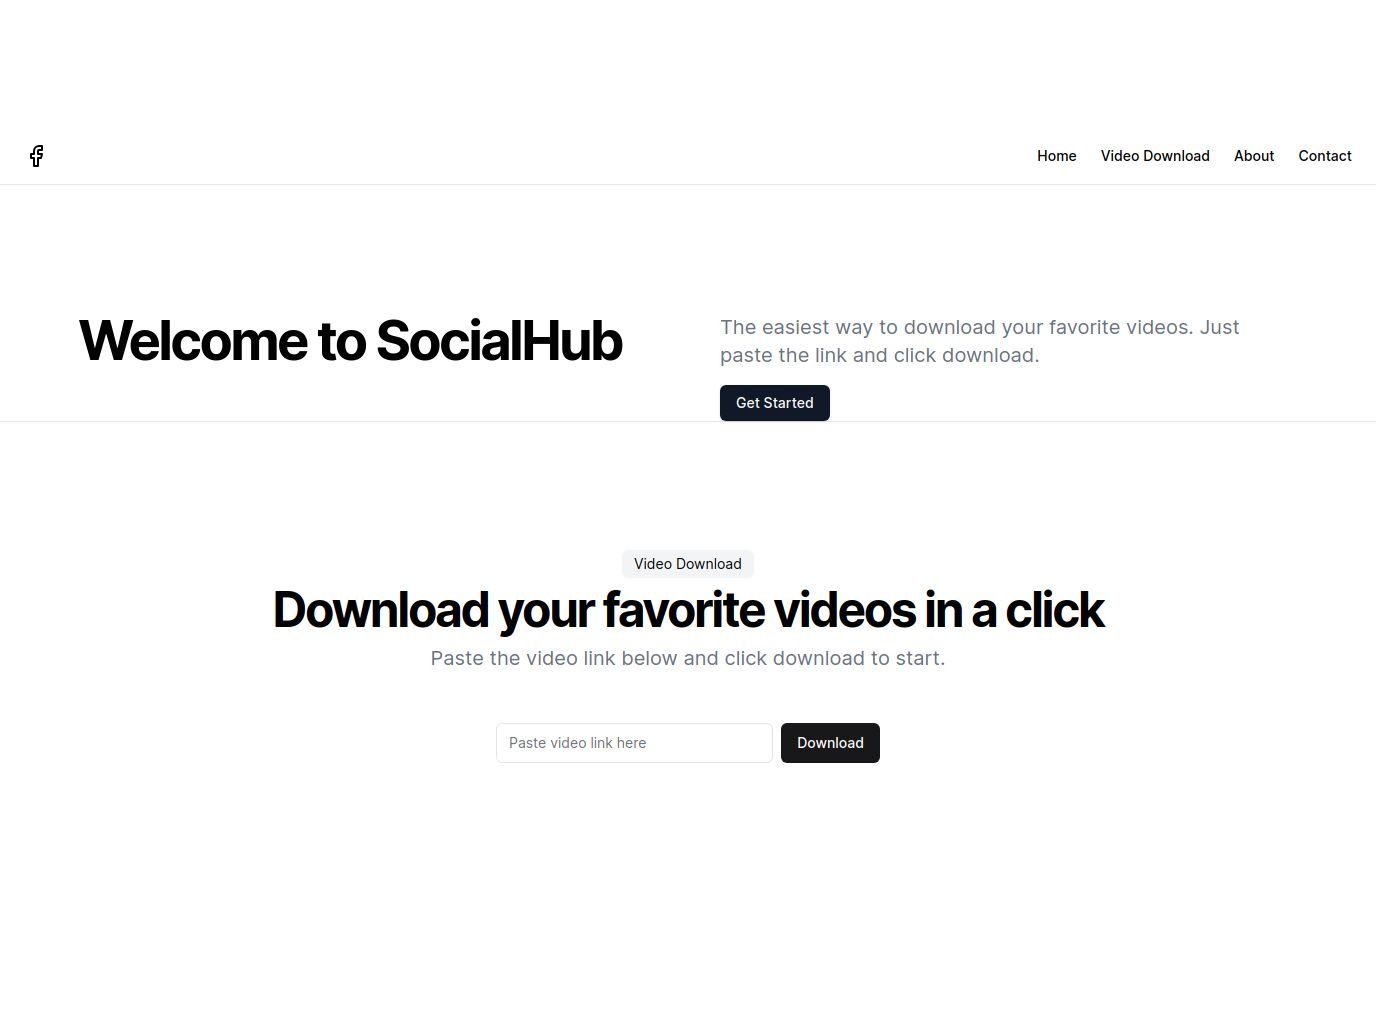 Home
Video Download
About
Contact
Welcome to SocialHub
The easiest way to download your favorite videos. Just
paste the link and click download.
Get Started
Video Download
Download your favorite videos in a click
Paste the video link below and click download to start.
Paste video link here
Download